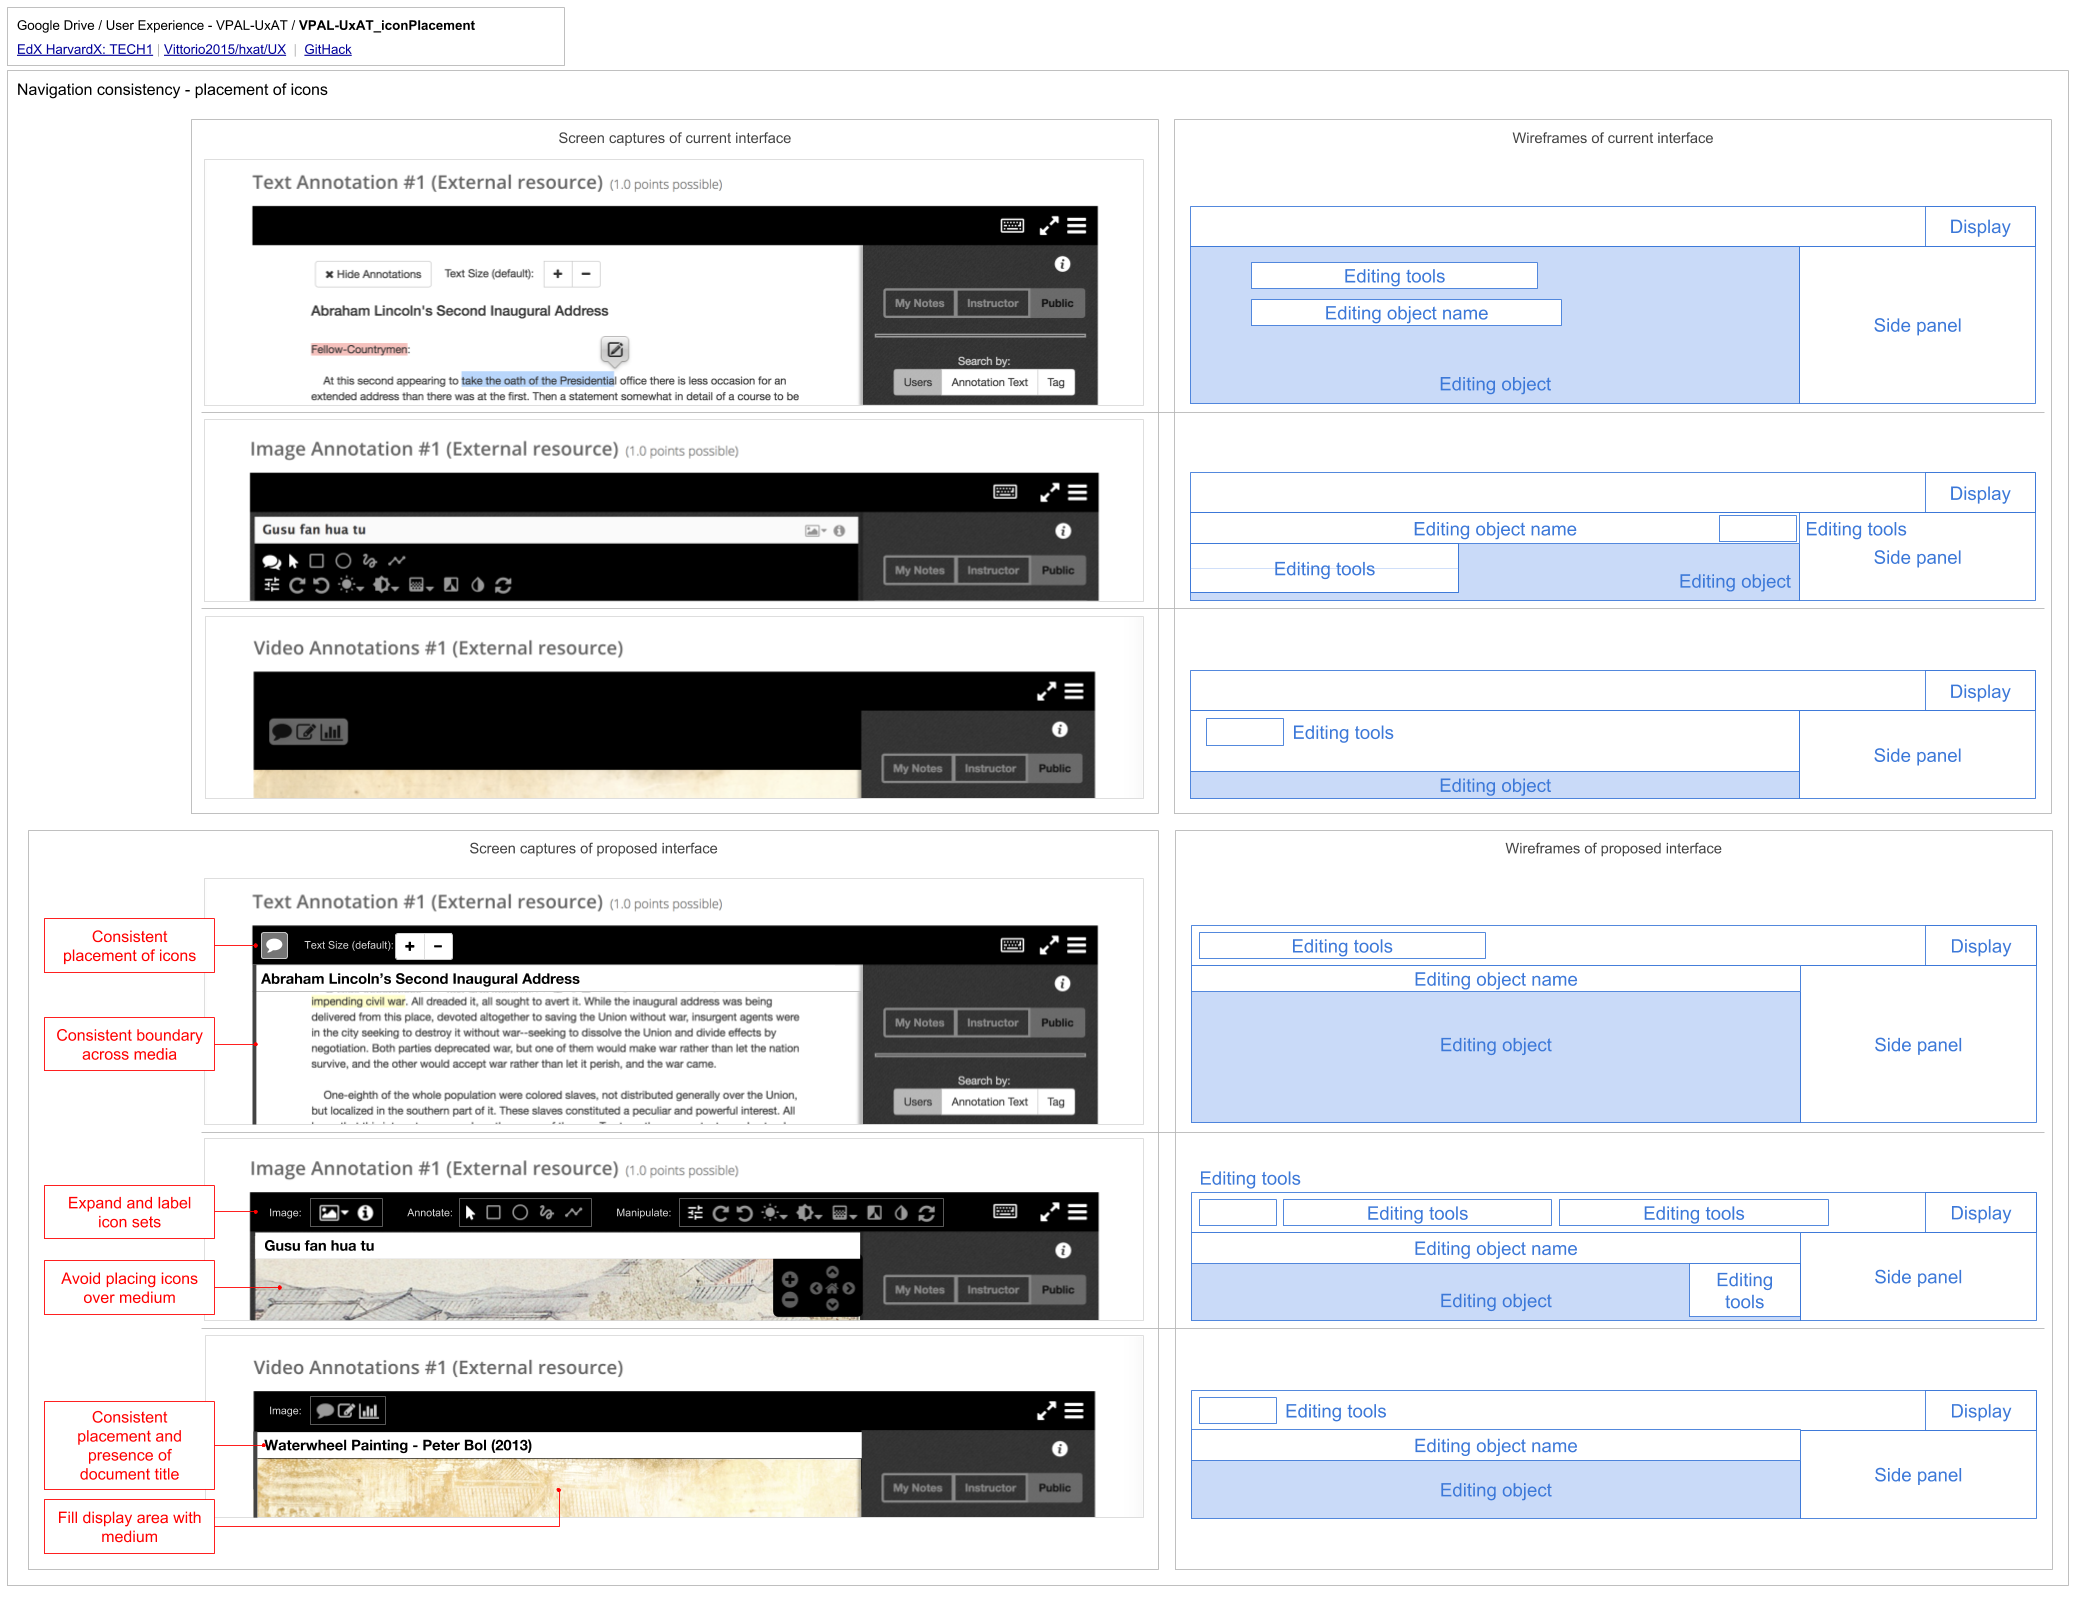 Google Drive / User Experience - VPAL-UxAT / VPAL-UxAT_iconPlacement
EdX HarvardX: TECH1 | Vittorio2015/hxat/UX | GitHack
Navigation consistency - placement of icons
Screen captures of current interface
Text Annotation #1 (External resource) (1.0 points possible)
Hide Annotations Text Size (default): + −
Abraham Lincoln's Second Inaugural Address
Fellow-Countrymen:
At this second appearing to take the oath of the Presidential office there is less occasion for an
extended address than there was at the first. Then a statement somewhat in detail of a course to be
My Notes Instructor Public
Search by:
Users Annotation Text Tag
Image Annotation #1 (External resource) (1.0 points possible)
Gusu fan hua tu
My Notes Instructor Public
Video Annotations #1 (External resource)
My Notes Instructor Public
Wireframes of current interface
Display
Editing tools
Editing object name
Side panel
Editing object
Display
Editing object name
Editing tools
Side panel
Editing tools
Editing object
Display
Editing tools
Side panel
Editing object
Screen captures of proposed interface
Consistent
placement of icons
Consistent boundary
across media
Expand and label
icon sets
Avoid placing icons
over medium
Consistent
placement and
presence of
document title
Fill display area with
medium
Text Annotation #1 (External resource) (1.0 points possible)
Text Size (default): + −
Abraham Lincoln's Second Inaugural Address
impending civil war. All dreaded it, all sought to avert it. While the inaugural address was being
delivered from this place, devoted altogether to saving the Union without war, insurgent agents were
in the city seeking to destroy it without war--seeking to dissolve the Union and divide effects by
negotiation. Both parties deprecated war, but one of them would make war rather than let the nation
survive, and the other would accept war rather than let it perish, and the war came.
One-eighth of the whole population were colored slaves, not distributed generally over the Union,
but localized in the southern part of it. These slaves constituted a peculiar and powerful interest. All
My Notes Instructor Public
Search by:
Users Annotation Text Tag
Image Annotation #1 (External resource) (1.0 points possible)
Image: Annotate: Manipulate:
Gusu fan hua tu
My Notes Instructor Public
Video Annotations #1 (External resource)
Image:
Waterwheel Painting - Peter Bol (2013)
My Notes Instructor Public
Wireframes of proposed interface
Editing tools
Display
Editing object name
Editing object
Side panel
Editing tools
Editing tools
Editing tools
Display
Editing object name
Editing
tools
Side panel
Editing object
Editing tools
Display
Editing object name
Side panel
Editing object